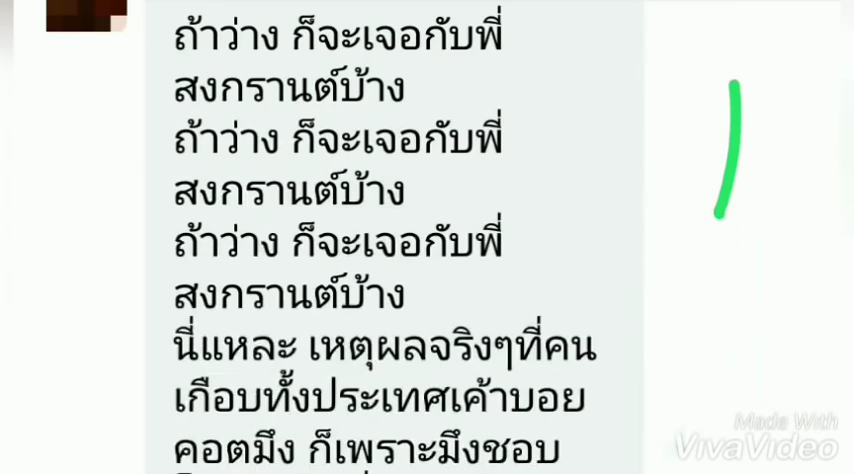 ถ้าว่าง ก็จะเจอกับพี่
สงกรานต์บ้าง
ถ้าว่าง ก็จะเจอกับพี่
สงกรานต์บ้าง
ถ้าว่าง ก็จะเจอกับพี่
สงกรานต์บ้าง
นี่แหละ เหตุผลจริงๆที่คน
เกือบทั้งประเทศเค้าบอย
คอตมึง ก็เพราะมึงชอบ
Made With
VivaVideo